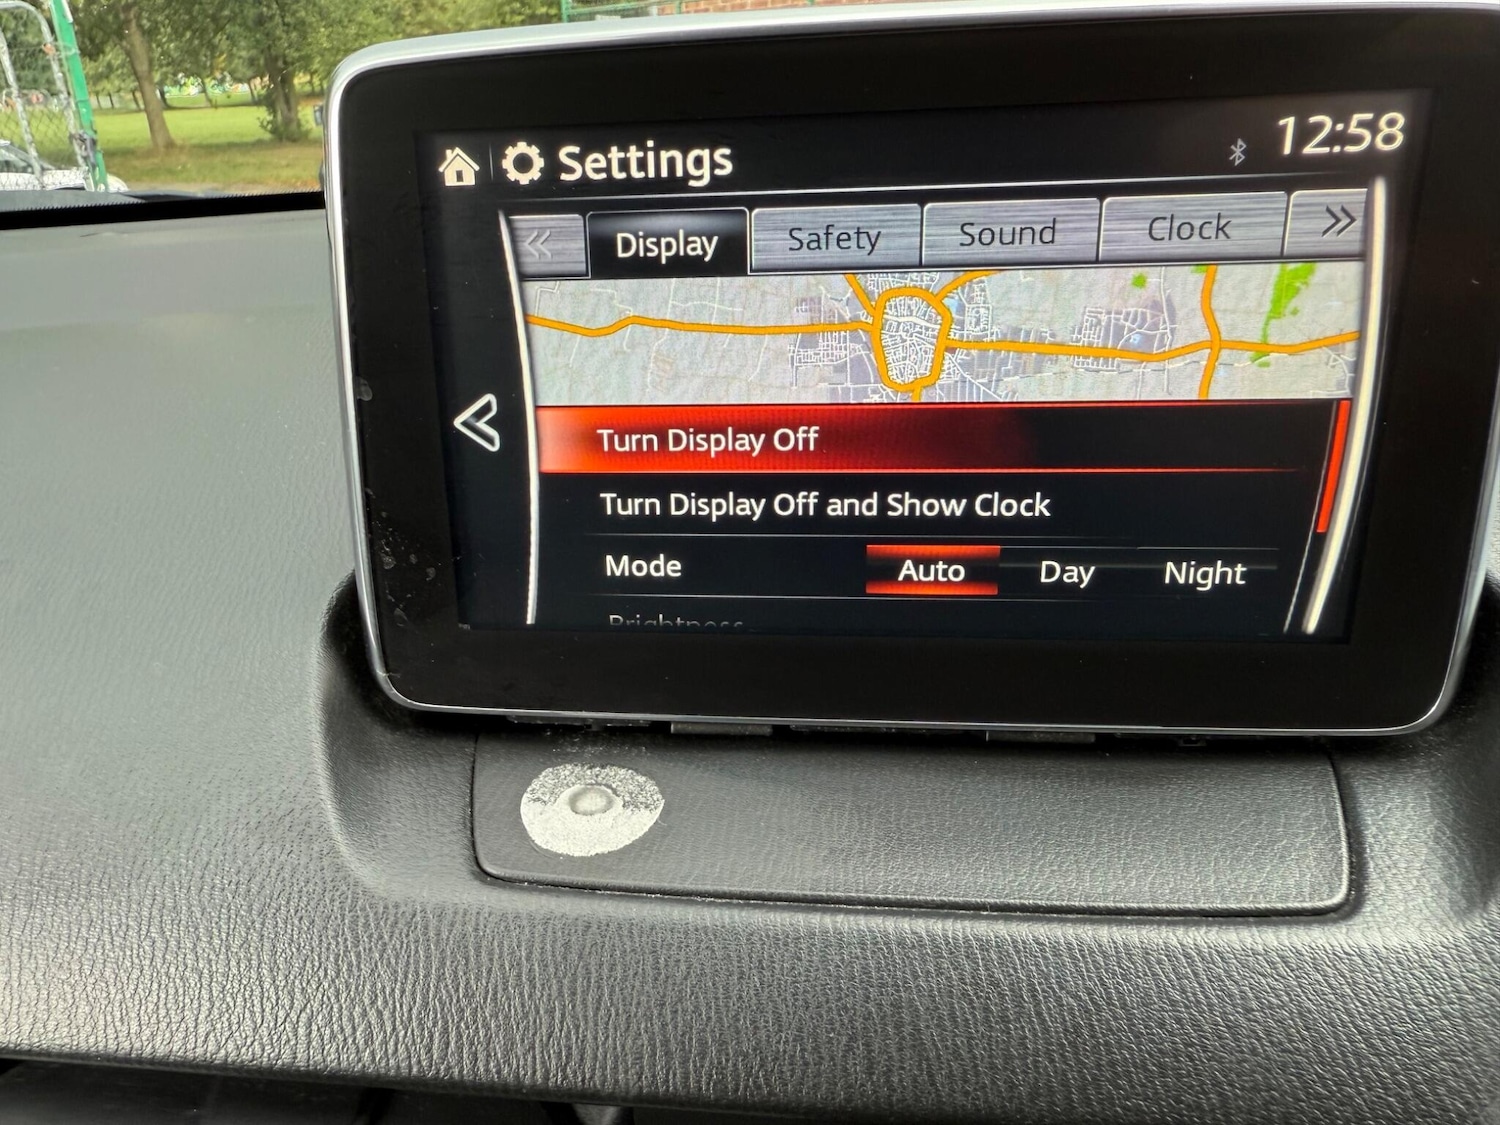 Settings
12:58
Display Safety Sound Clock
Turn Display Off
Turn Display Off and Show Clock
Mode Auto Day Night
Brightness